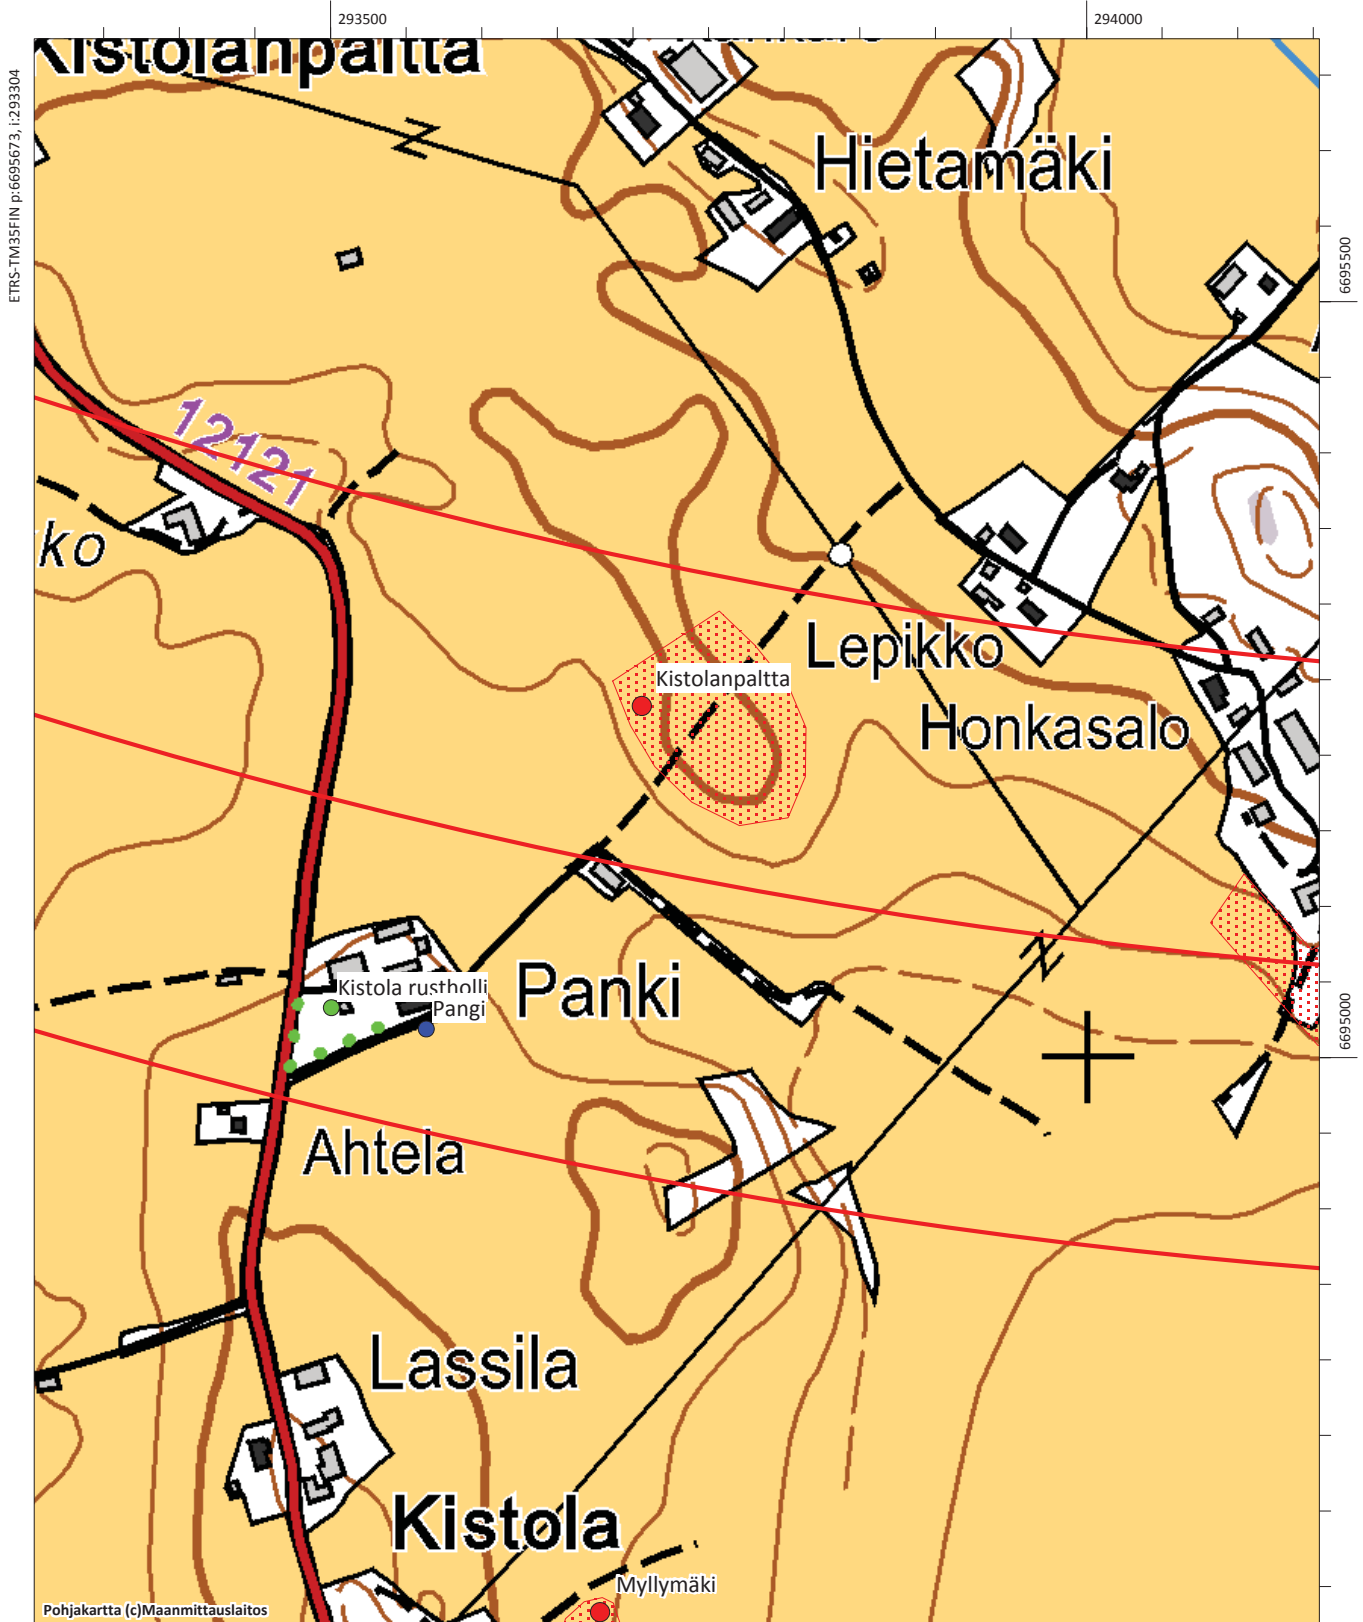 293500
294000
ETRS-TM35FIN p:6695673, i:293304
Kistolanpaltta
Hietamäki
6695500
12121
ko
Lepikko
Kistolanpaltta
Honkasalo
Panki
Kistola rustholli
Pangi
6695000
Ahtela
Lassila
Kistola
Myllymäki
Pohjakartta (c)Maanmittauslaitos